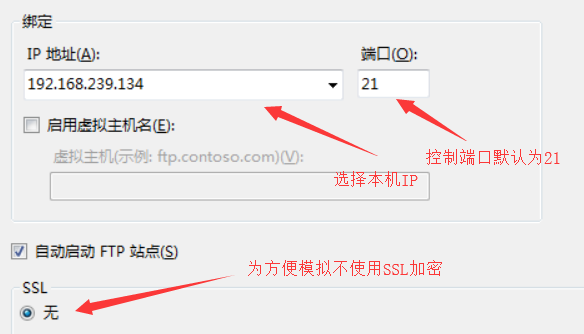 绑定
IP 地址(A): 端口(O):
192.168.239.134 21
启用虚拟主机名(E): 控制端口默认为21
虚拟主机(示例: ftp.contoso.com)(V):
选择本机IP
自动启动 FTP 站点(S)
为方便模拟不使用SSL加密
SSL
无